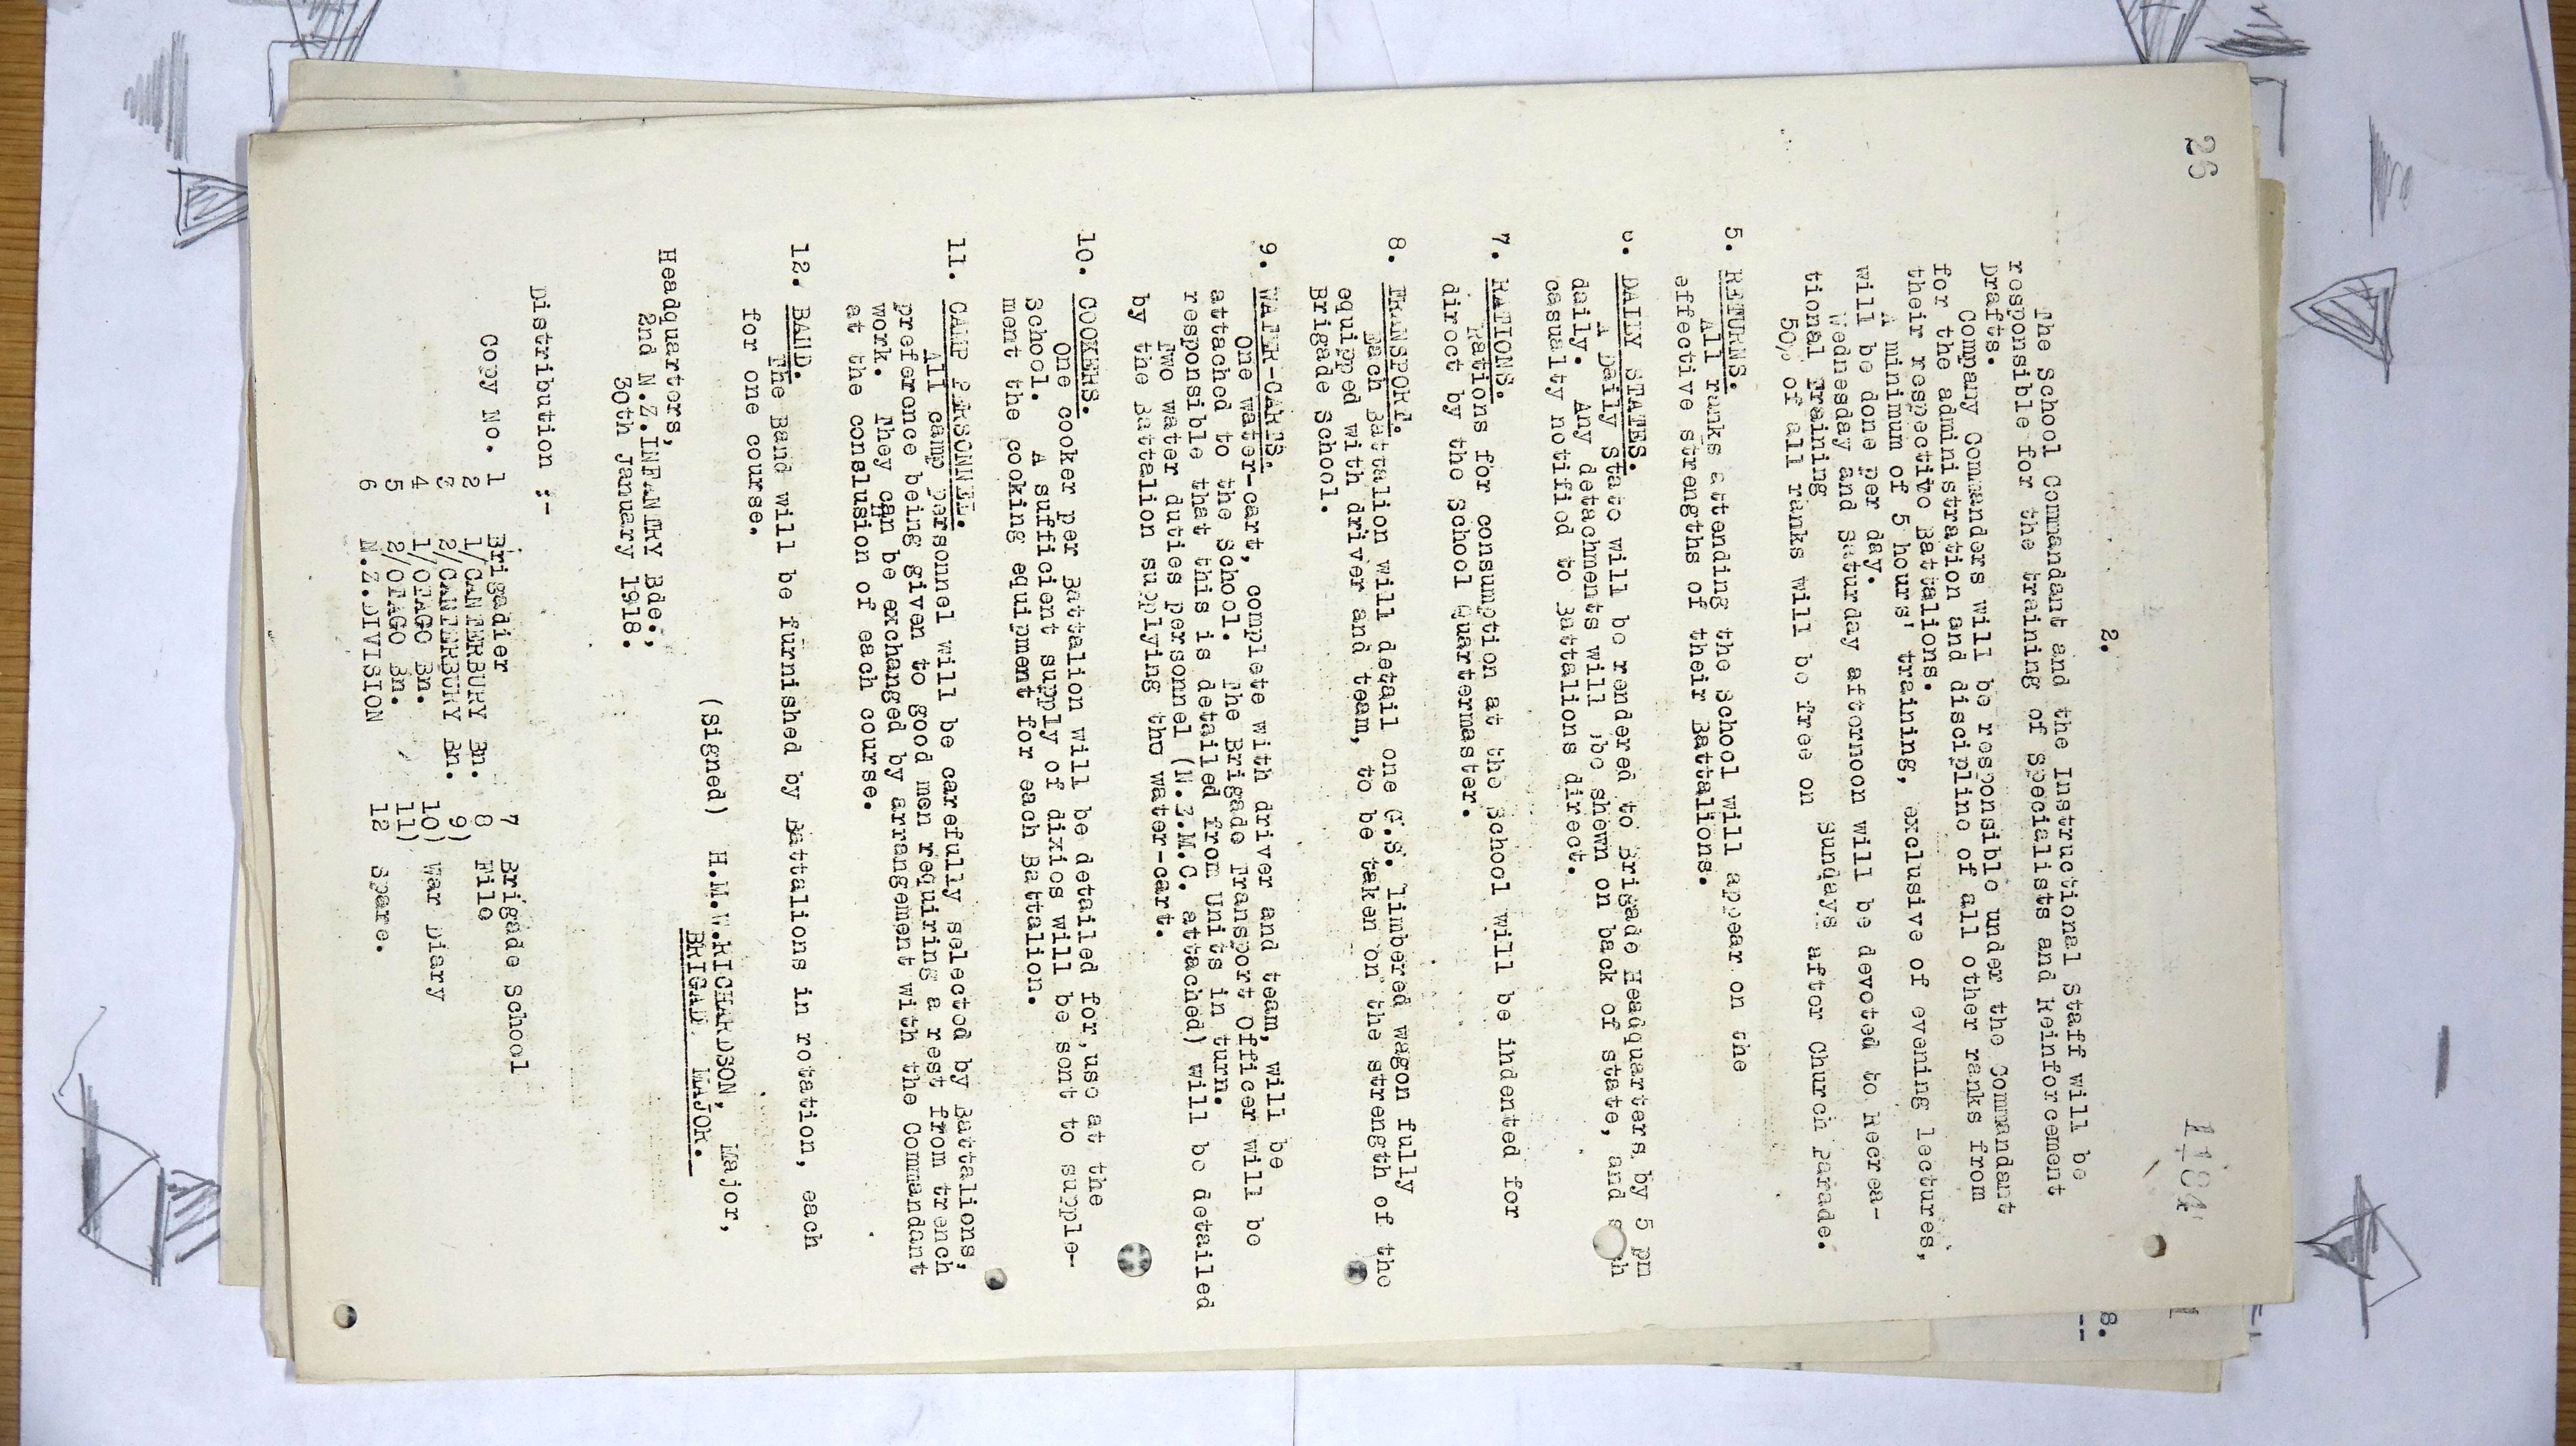 26
1184
2.
The School Commandant and the Instructional Staff will be
responsible for the training of Specialists and Reinforcement
Drafts.
Company Commanders will be responsible under the Commandant
for the administration and discipline of all other ranks from
their respective Battalions.
A minimum of 5 hours' training, exclusive of evening lectures,
will be done per day.
Wednesday and Saturday afternoon will be devoted to Recrea-
tional Training
50% of all ranks will be free on Sundays after Church Parade.
5. RETURNS.
All ranks attending the School will appear on the
effective strengths of their Battalions.
6. DAILY STATES.
A Daily State will be rendered to Brigade Headquarters by 5 pm
daily. Any detachments will be shewn on back of state, and s h
casualty notified to Battalions direct.
7. RATIONS.
Rations for consumption at the School will be indented for
direct by the School Quartermaster.
8. TRANSPORT.
Each Battalion will detail one G.S. limbered wagon fully
equipped with driver and team, to be taken on the strength of the
Brigade School.
9. WATER-CARTS.
One water-cart, complete with driver and team, will be
attached to the School. The Brigade Transport Officer will be
responsible that this is detailed from Units in turn.
Two water duties personnel (N.Z.M.C. attached) will be detailed
by the Battalion supplying the water-cart.
10. COOKERS.
One cooker per Battalion will be detailed for use at the
School. A sufficient supply of dixies will be sent to supple-
ment the cooking equipment for each Battalion.
11. CAMP PERSONNEL.
All camp personnel will be carefully selected by Battalions,
preference being given to good men requiring a rest from trench
work. They can be exchanged by arrangement with the Commandant
at the conslusion of each course.
12. BAND.
The Band will be furnished by Battalions in rotation, each
for one course.
(Signed) H.M.W.RICHARDSON, Major,
BRIGADE MAJOR.
Headquarters,
2nd N.Z.INFANTRY Bde.,
30th January 1918.
Distribution :-
Copy No. 1 Brigadier 7 Brigade School
2 1/CANTERBURY Bn. 8 File
3 2/CANTERBURY Bn. 9)
4 1/OTAGO Bn. 10) War Diary
5 2/OTAGO Bn. 11)
6 N.Z.DIVISION 12 Spare.
s.